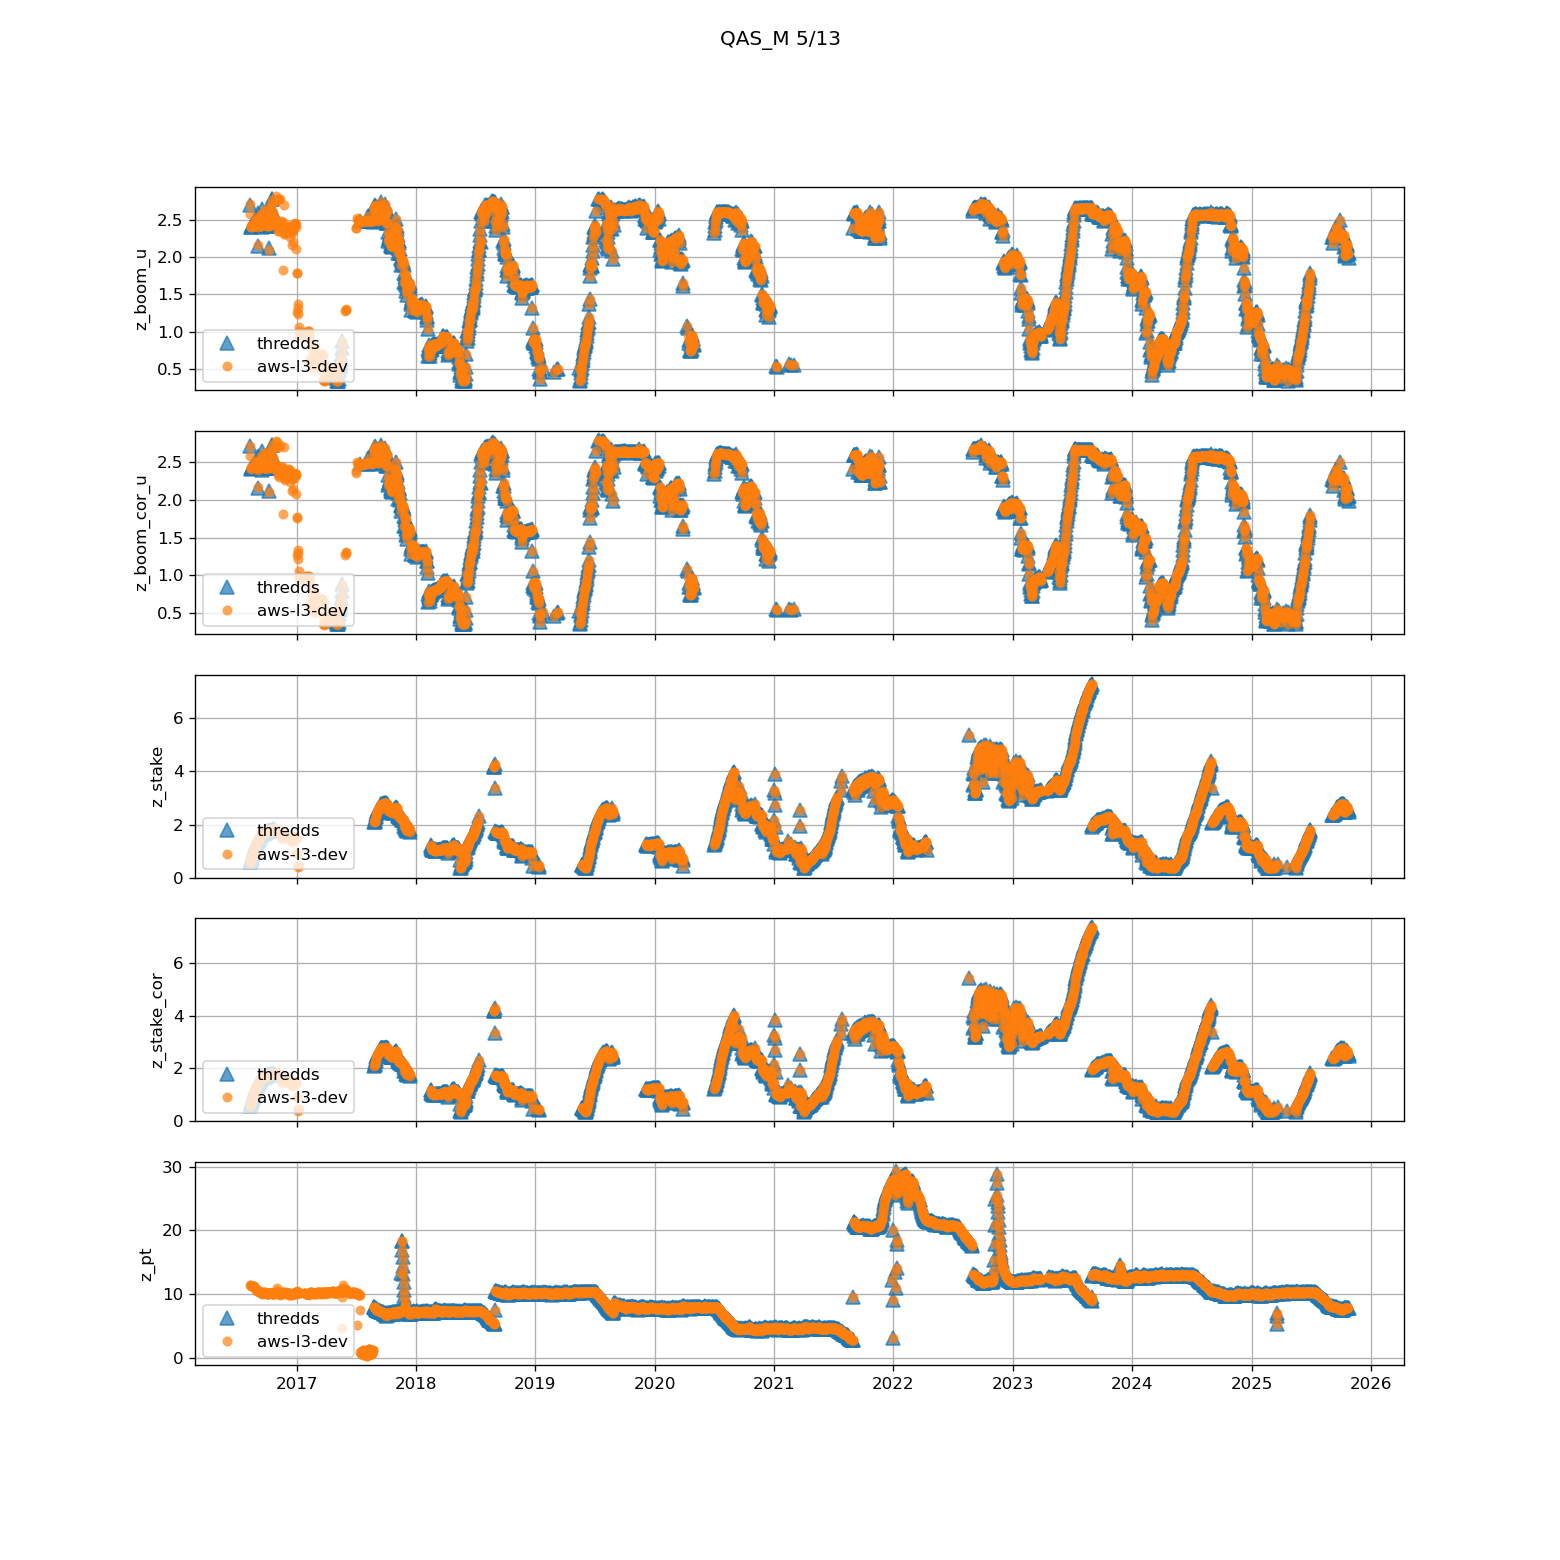 QAS_M 5/13
z_boom_u
2.5
2.0
1.5
1.0
0.5
thredds
aws-l3-dev
z_boom_cor_u
2.5
2.0
1.5
1.0
0.5
thredds
aws-l3-dev
z_stake
6
4
2
0
thredds
aws-l3-dev
z_stake_cor
6
4
2
0
thredds
aws-l3-dev
z_pt
30
20
10
0
thredds
aws-l3-dev
2017 2018 2019 2020 2021 2022 2023 2024 2025 2026